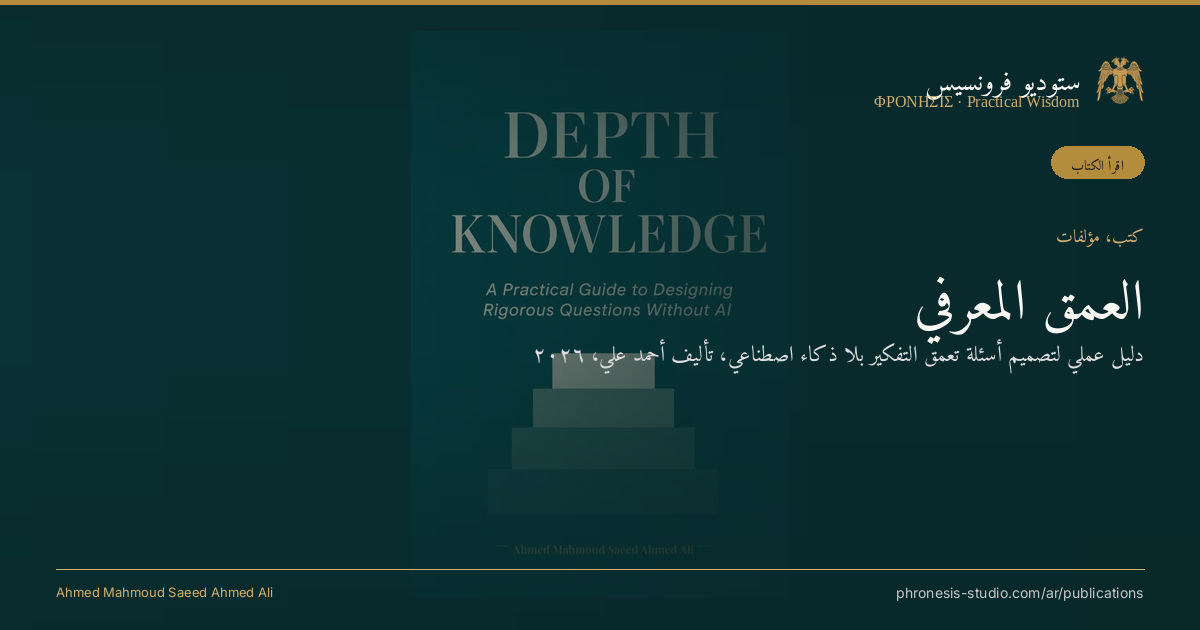 ستوديو فرونسيس
ΦΡΟΝΗΣΙΣ · Practical Wisdom
اقرأ الكتاب
كتب، مؤلفات
العمق المعرفي
دليل عملي لتصميم أسئلة تعمق التفكير بلا ذكاء اصطناعي، تأليف أحمد علي، ٢٠٢٦
DEPTH
OF
KNOWLEDGE
A Practical Guide to Designing
Rigorous Questions Without AI
Ahmed Mahmoud Saeed Ahmed Ali
Ahmed Mahmoud Saeed Ahmed Ali
phronesis-studio.com/ar/publications